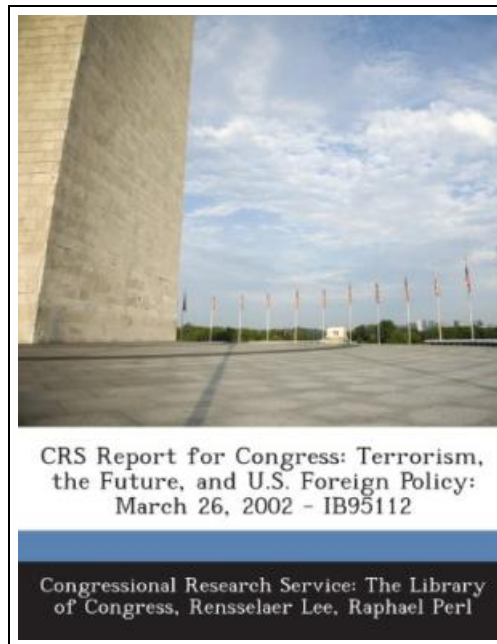 CRS Report for Congress: Terrorism,
the Future, and U.S. Foreign Policy:
March 26, 2002 - IB95112
Congressional Research Service: The Library
of Congress, Rensselaer Lee, Raphael Perl